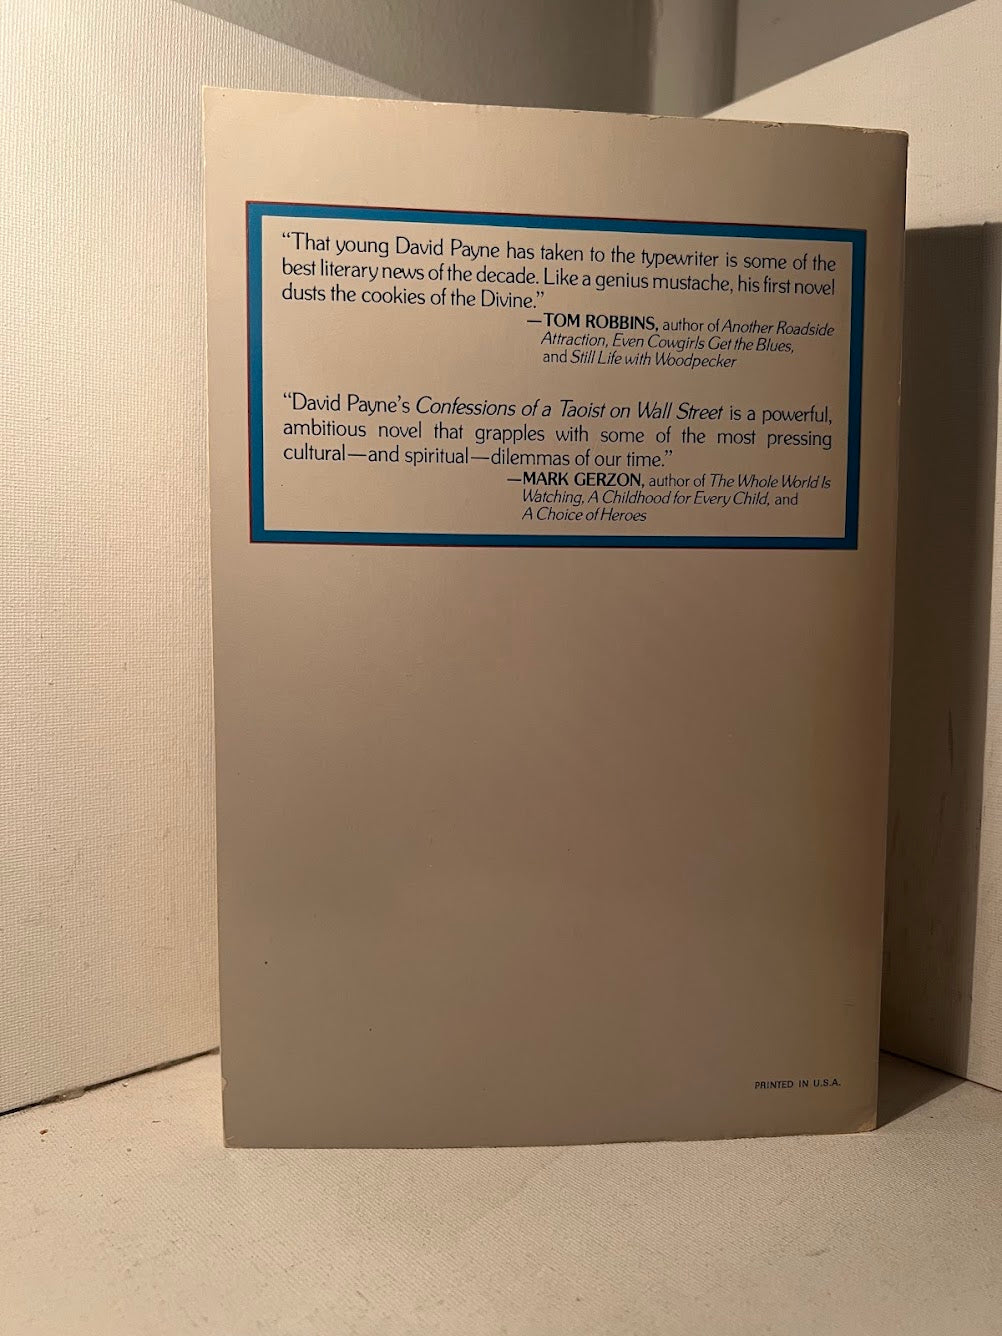 “That young David Payne has taken to the typewriter is some of the
best literary news of the decade. Like a genius mustache, his first novel
dusts the cookies of the Divine.”
—TOM ROBBINS, author of Another Roadside
Attraction, Even Cowgirls Get the Blues,
and Still Life with Woodpecker
“David Payne’s Confessions of a Taoist on Wall Street is a powerful,
ambitious novel that grapples with some of the most pressing
cultural—and spiritual—dilemmas of our time.”
—MARK GERZON, author of The Whole World Is
Watching, A Childhood for Every Child, and
A Choice of Heroes
PRINTED IN U.S.A.